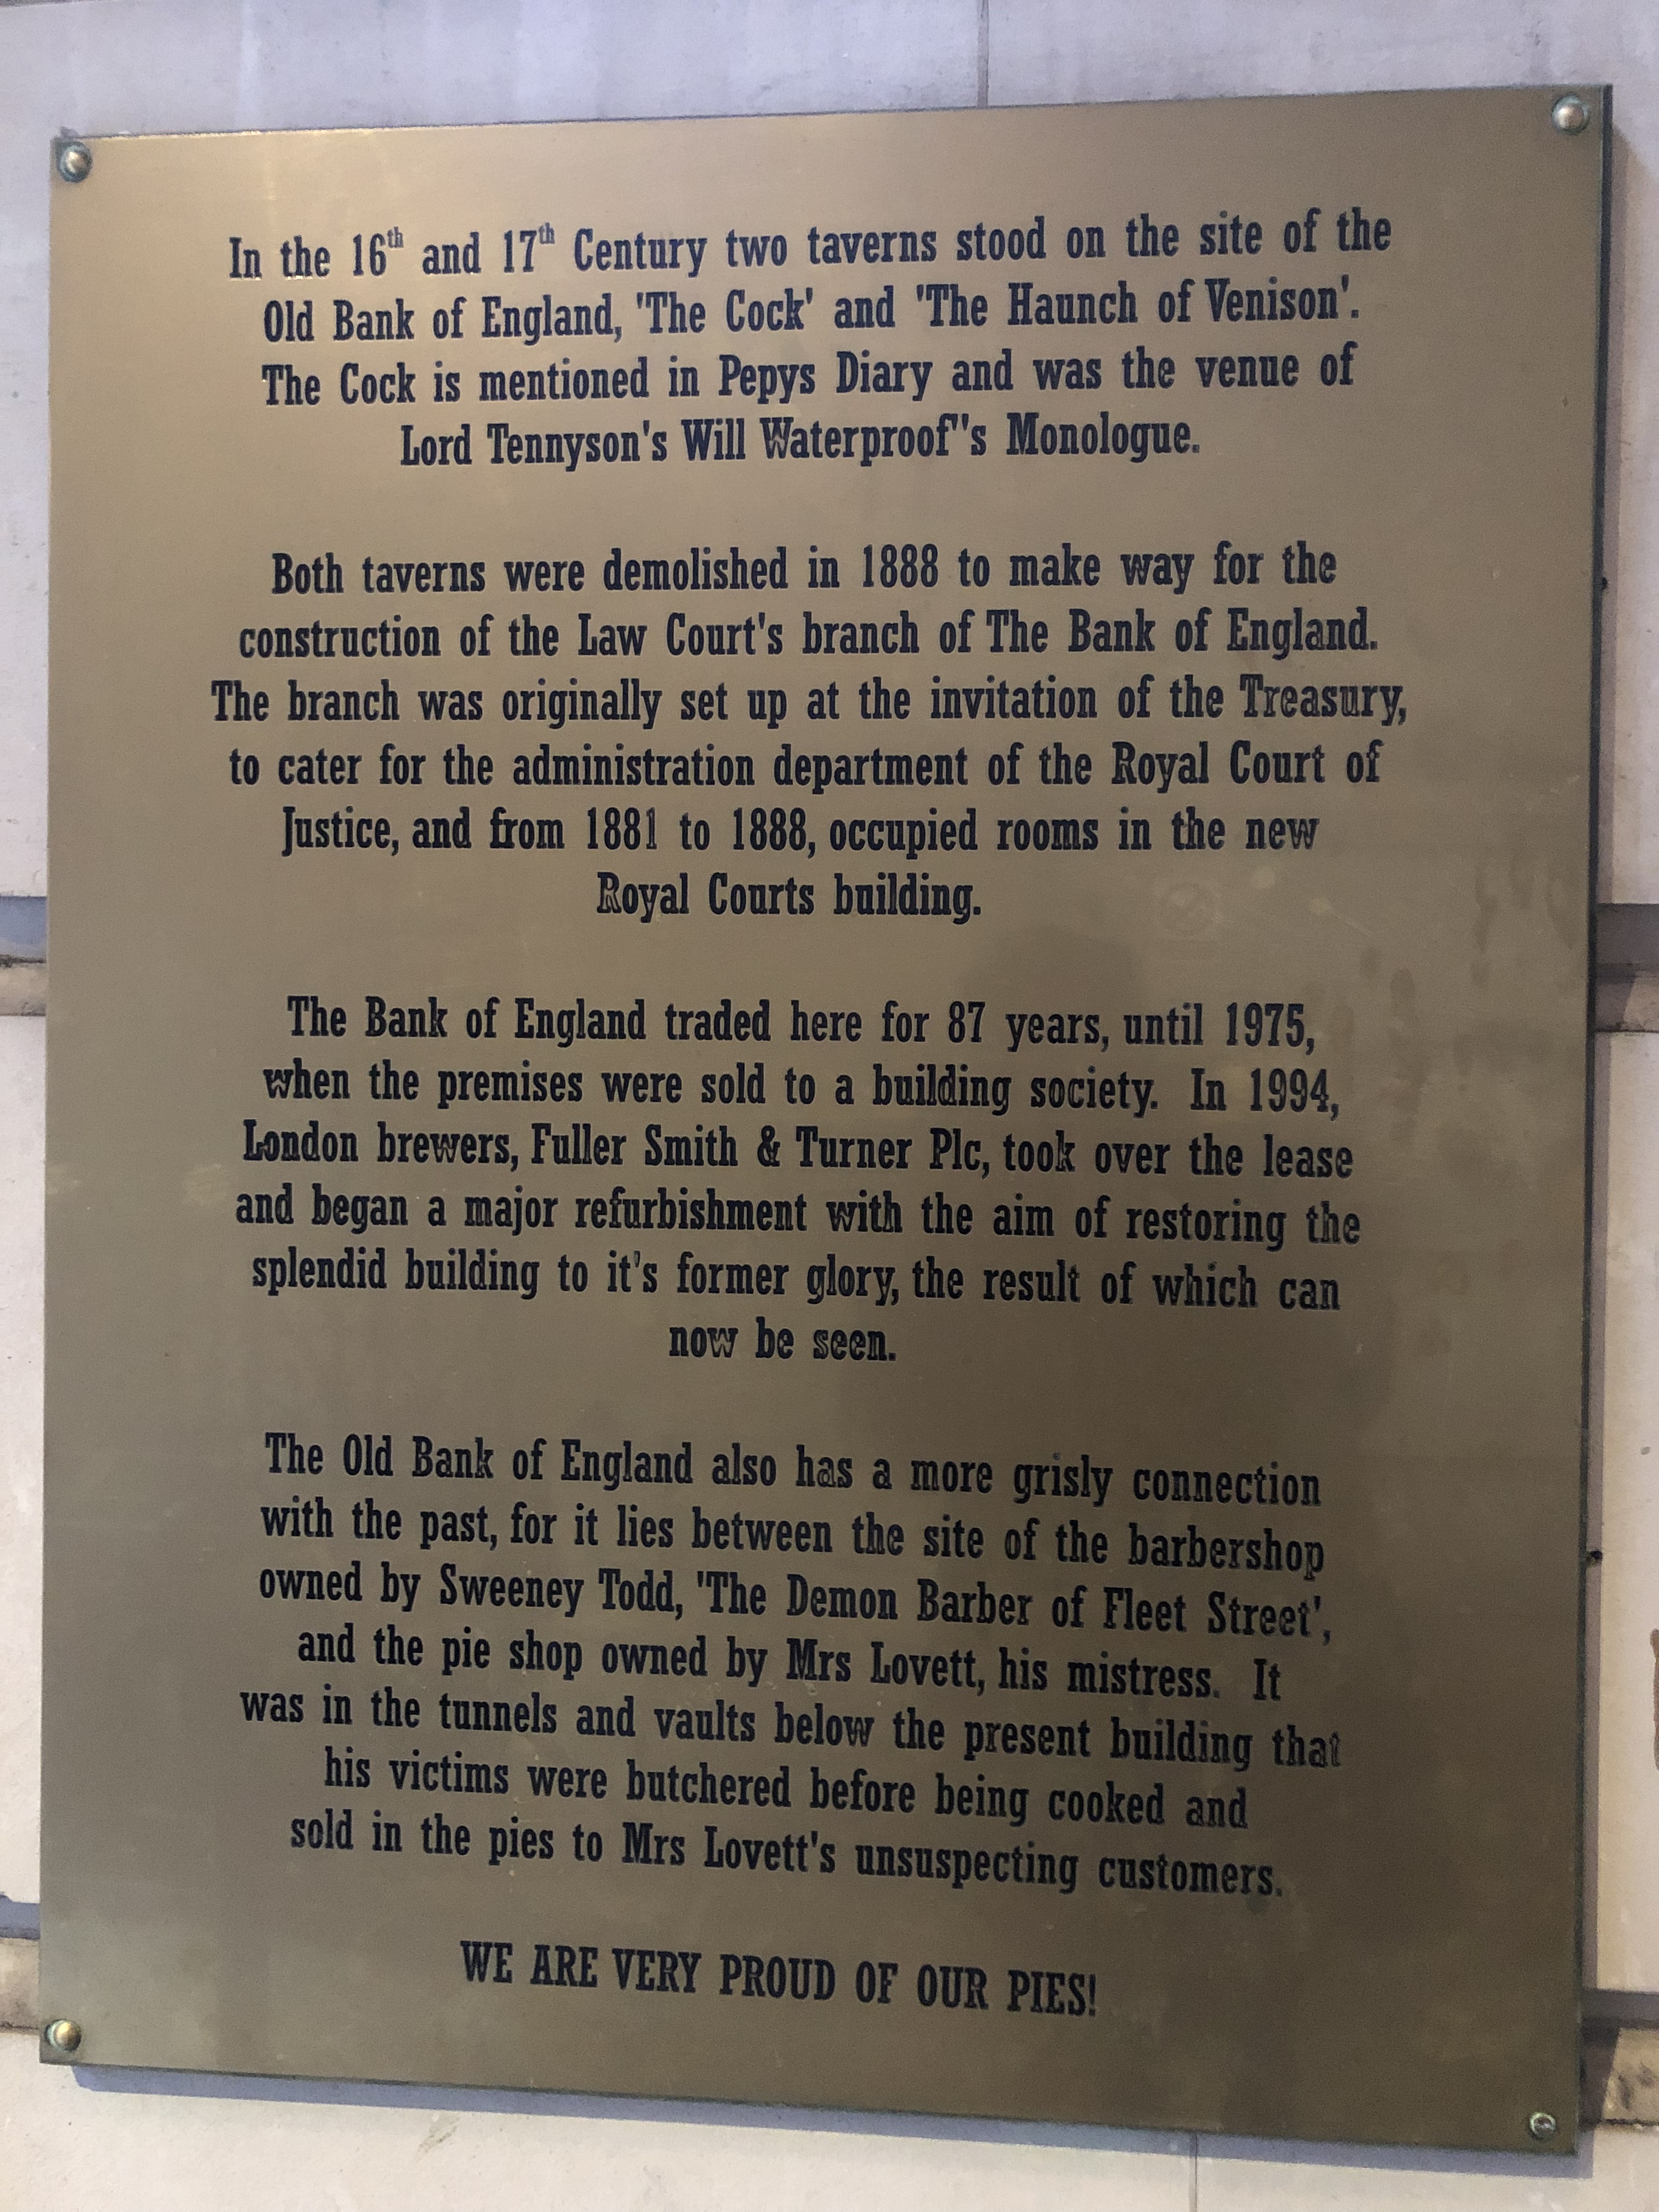 In the 16th and 17th Century two taverns stood on the site of the
Old Bank of England, 'The Cock' and 'The Haunch of Venison'.
The Cock is mentioned in Pepys Diary and was the venue of
Lord Tennyson's Will Waterproof''s Monologue.
Both taverns were demolished in 1888 to make way for the
construction of the Law Court's branch of The Bank of England.
The branch was originally set up at the invitation of the Treasury,
to cater for the administration department of the Royal Court of
Justice, and from 1881 to 1888, occupied rooms in the new
Royal Courts building.
The Bank of England traded here for 87 years, until 1975,
when the premises were sold to a building society. In 1994,
London brewers, Fuller Smith & Turner Plc, took over the lease
and began a major refurbishment with the aim of restoring the
splendid building to it's former glory, the result of which can
now be seen.
The Old Bank of England also has a more grisly connection
with the past, for it lies between the site of the barbershop
owned by Sweeney Todd, 'The Demon Barber of Fleet Street',
and the pie shop owned by Mrs Lovett, his mistress. It
was in the tunnels and vaults below the present building that
his victims were butchered before being cooked and
sold in the pies to Mrs Lovett's unsuspecting customers.
WE ARE VERY PROUD OF OUR PIES!